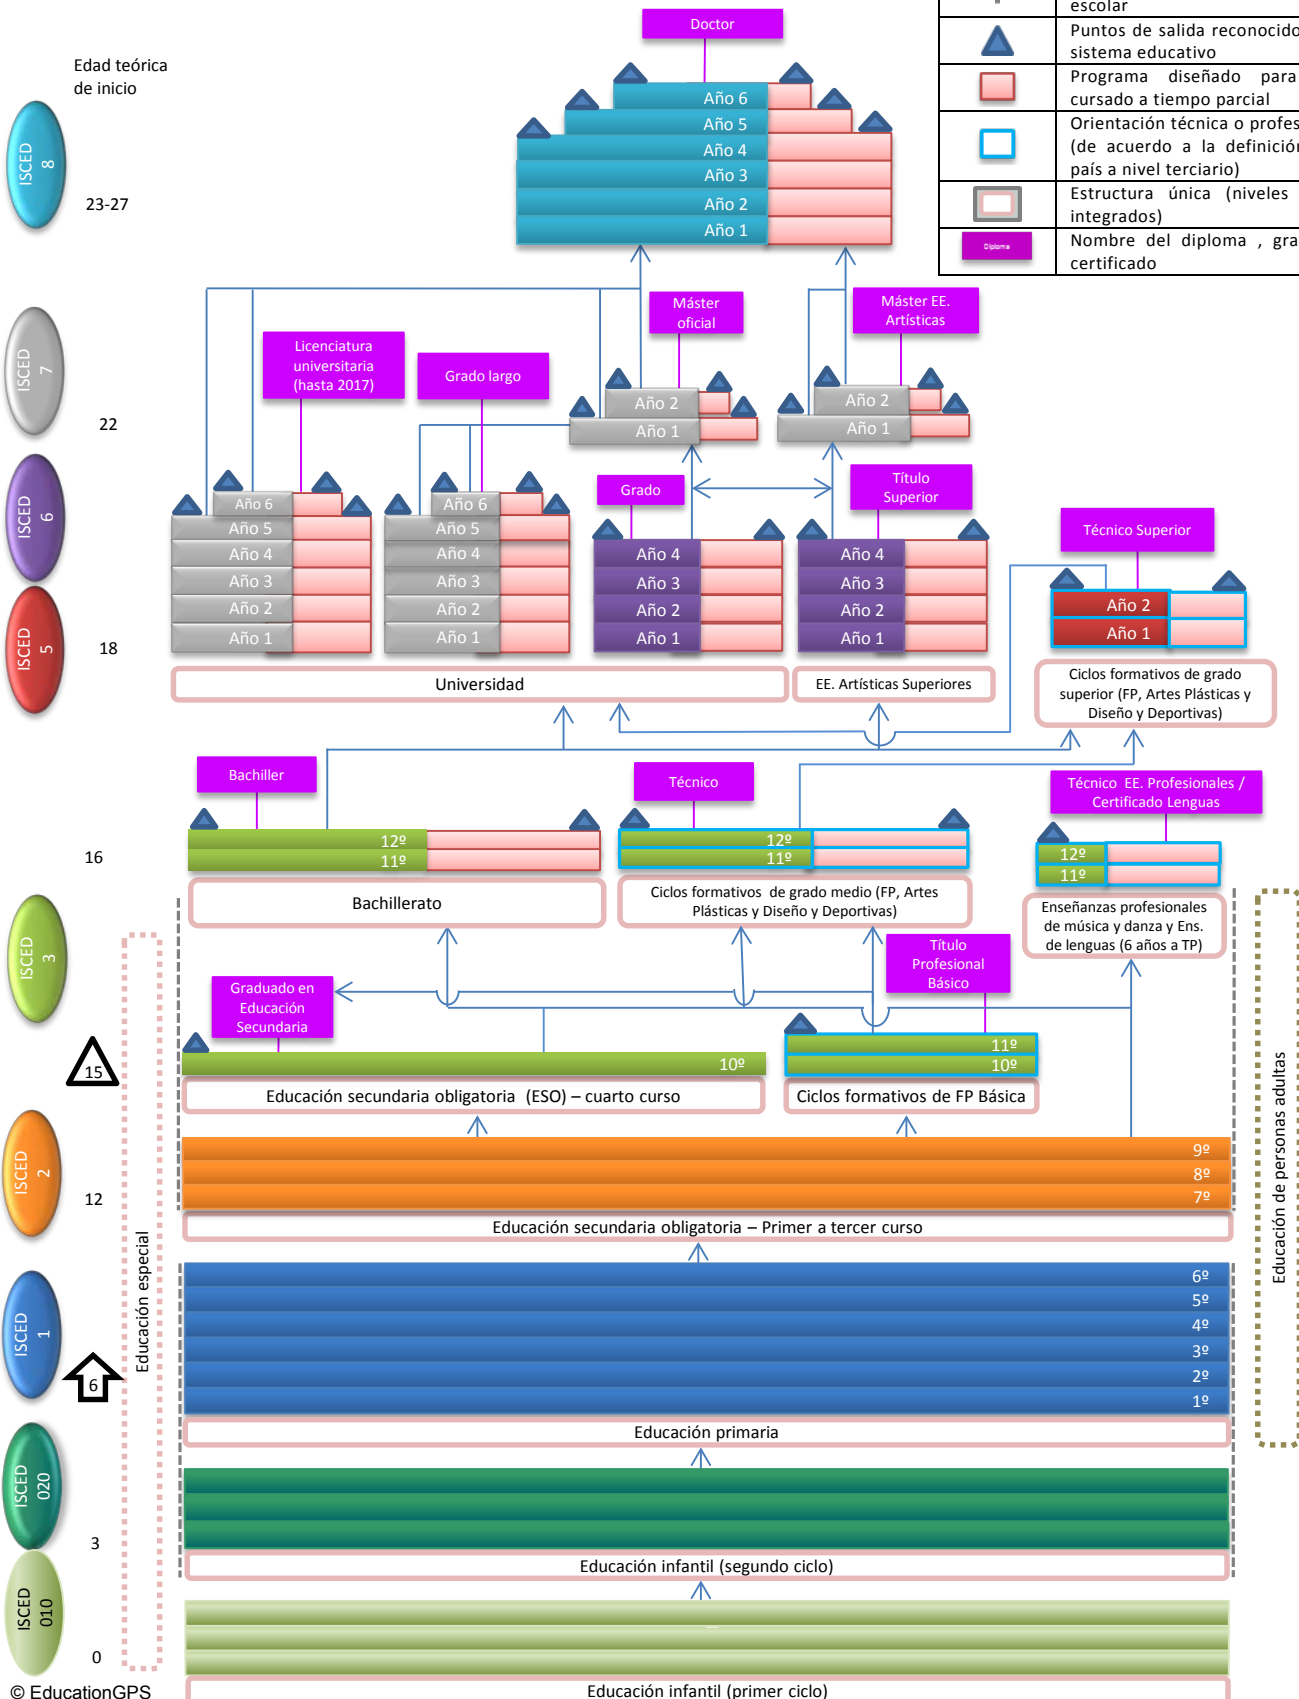 escolar
Puntos de salida reconocido
sistema educativo
Programa diseñado para
cursado a tiempo parcial
Orientación técnica o profes
(de acuerdo a la definición
país a nivel terciario)
Estructura única (niveles
integrados)
Diploma
Nombre del diploma , gra
certificado
Edad teórica
de inicio
Doctor
ISCED
8
23-27
Año 6
Año 5
Año 4
Año 3
Año 2
Año 1
ISCED
7
22
Licenciatura
universitaria
(hasta 2017)
Grado largo
Máster
oficial
Máster EE.
Artísticas
Año 2
Año 1
Año 2
Año 1
ISCED
6
ISCED
5
18
Año 6
Año 5
Año 4
Año 3
Año 2
Año 1
Año 6
Año 5
Año 4
Año 3
Año 2
Año 1
Grado
Año 4
Año 3
Año 2
Año 1
Título
Superior
Año 4
Año 3
Año 2
Año 1
Técnico Superior
Año 2
Año 1
Universidad
EE. Artísticas Superiores
Ciclos formativos de grado
superior (FP, Artes Plásticas y
Diseño y Deportivas)
16
Bachiller
12º
11º
Bachillerato
Técnico
12º
11º
Ciclos formativos de grado medio (FP, Artes
Plásticas y Diseño y Deportivas)
Técnico EE. Profesionales /
Certificado Lenguas
12º
11º
Enseñanzas profesionales
de música y danza y Ens.
de lenguas (6 años a TP)
ISCED
3
15
Graduado en
Educación
Secundaria
10º
Educación secundaria obligatoria (ESO) – cuarto curso
Título
Profesional
Básico
11º
10º
Ciclos formativos de FP Básica
ISCED
2
12
9º
8º
7º
Educación secundaria obligatoria – Primer a tercer curso
Educación especial
Educación de personas adultas
ISCED
1
6
6º
5º
4º
3º
2º
1º
Educación primaria
ISCED
020
3
Educación infantil (segundo ciclo)
ISCED
010
0
Educación infantil (primer ciclo)
© EducationGPS